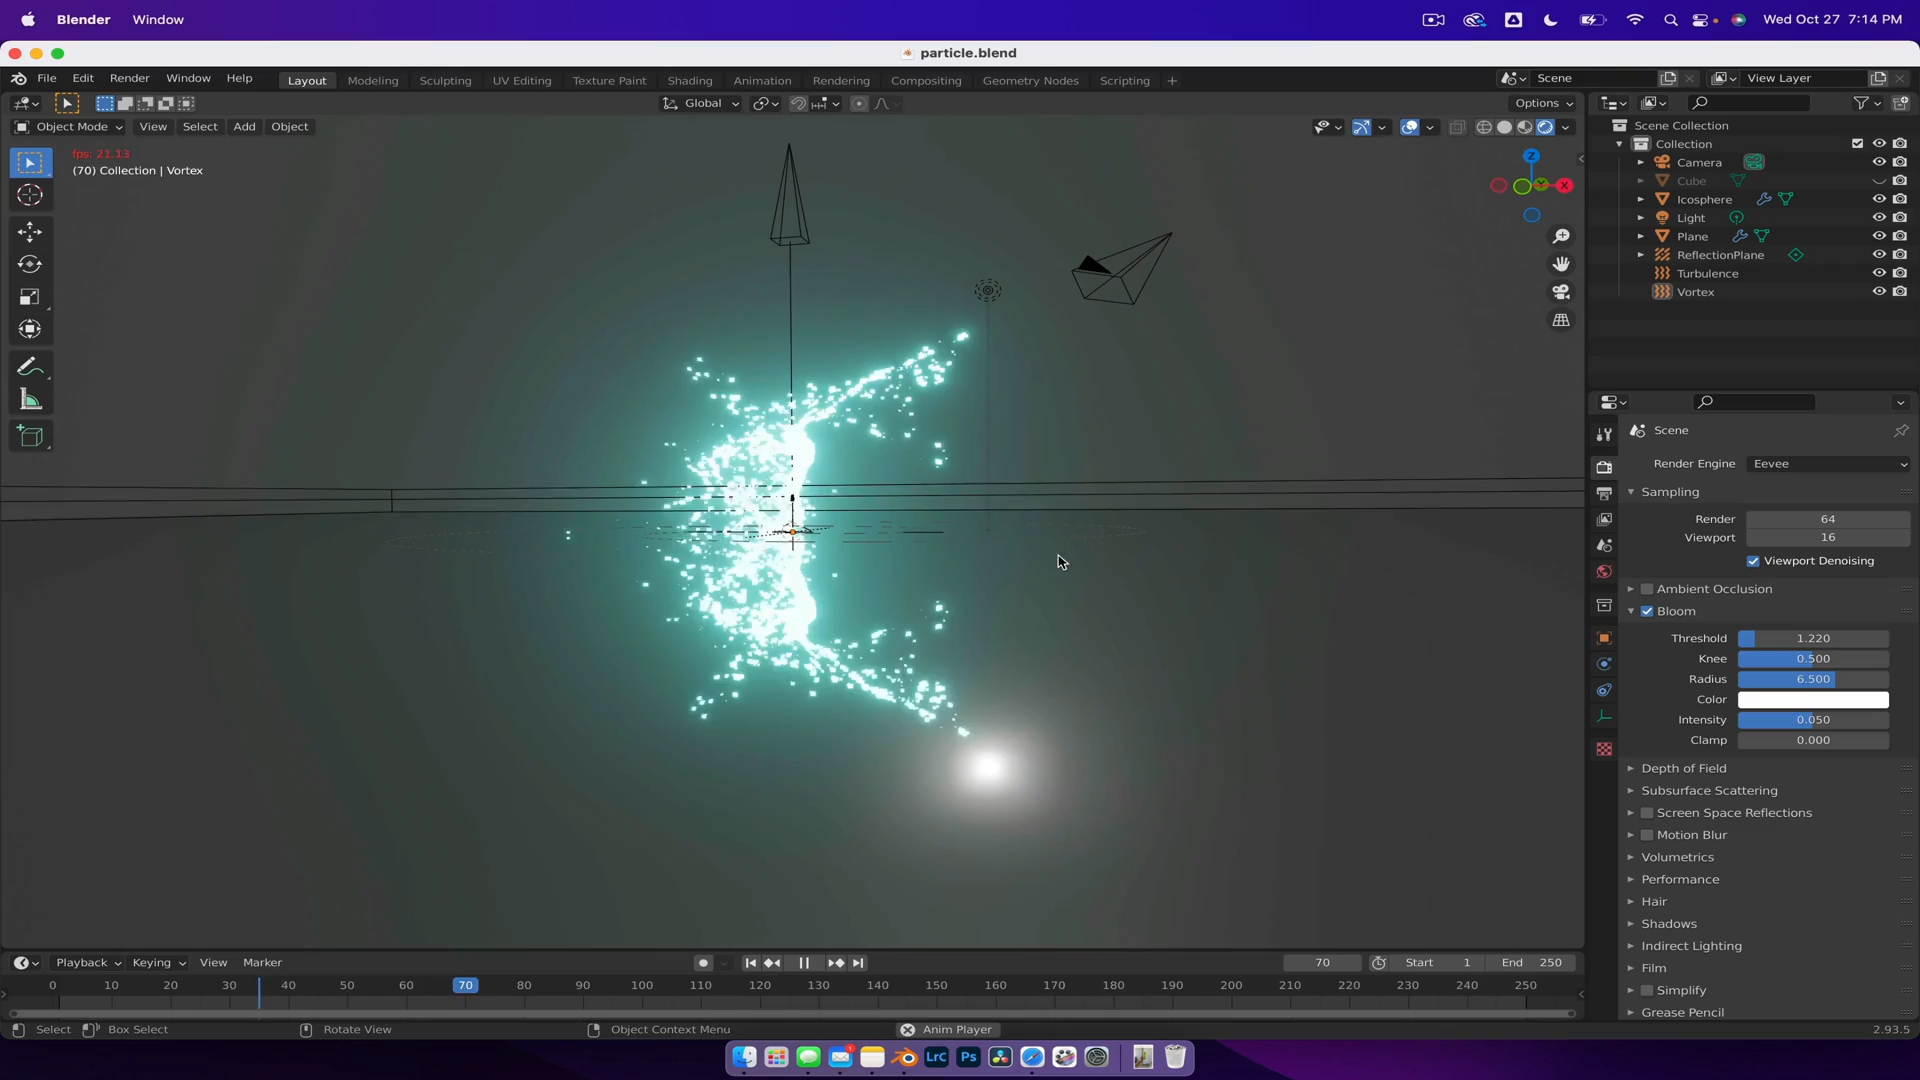 Blender Window Wed Oct 27 7:14 PM
particle.blend
File Edit Render Window Help Layout Modeling Sculpting UV Editing Texture Paint Shading Animation Rendering Compositing Geometry Nodes Scripting + Scene View Layer
Global Options
Object Mode View Select Add Object
fps: 21.13
(70) Collection | Vortex
Z
Y
X
Scene Collection
Collection
Camera
Cube
Icosphere
Light
Plane
ReflectionPlane
Turbulence
Vortex
Scene
Render Engine Eevee
Sampling
Render 64
Viewport 16
Viewport Denoising
Ambient Occlusion
Bloom
Threshold 1.220
Knee 0.500
Radius 6.500
Color
Intensity 0.050
Clamp 0.000
Depth of Field
Subsurface Scattering
Screen Space Reflections
Motion Blur
Volumetrics
Performance
Hair
Shadows
Indirect Lighting
Film
Simplify
Grease Pencil
Playback Keying View Marker 70 Start 1 End 250
0 10 20 30 40 50 60 70 80 90 100 110 120 130 140 150 160 170 180 190 200 210 220 230 240 250
Select Box Select Rotate View Object Context Menu Anim Player 2.93.5
1
LrC Ps